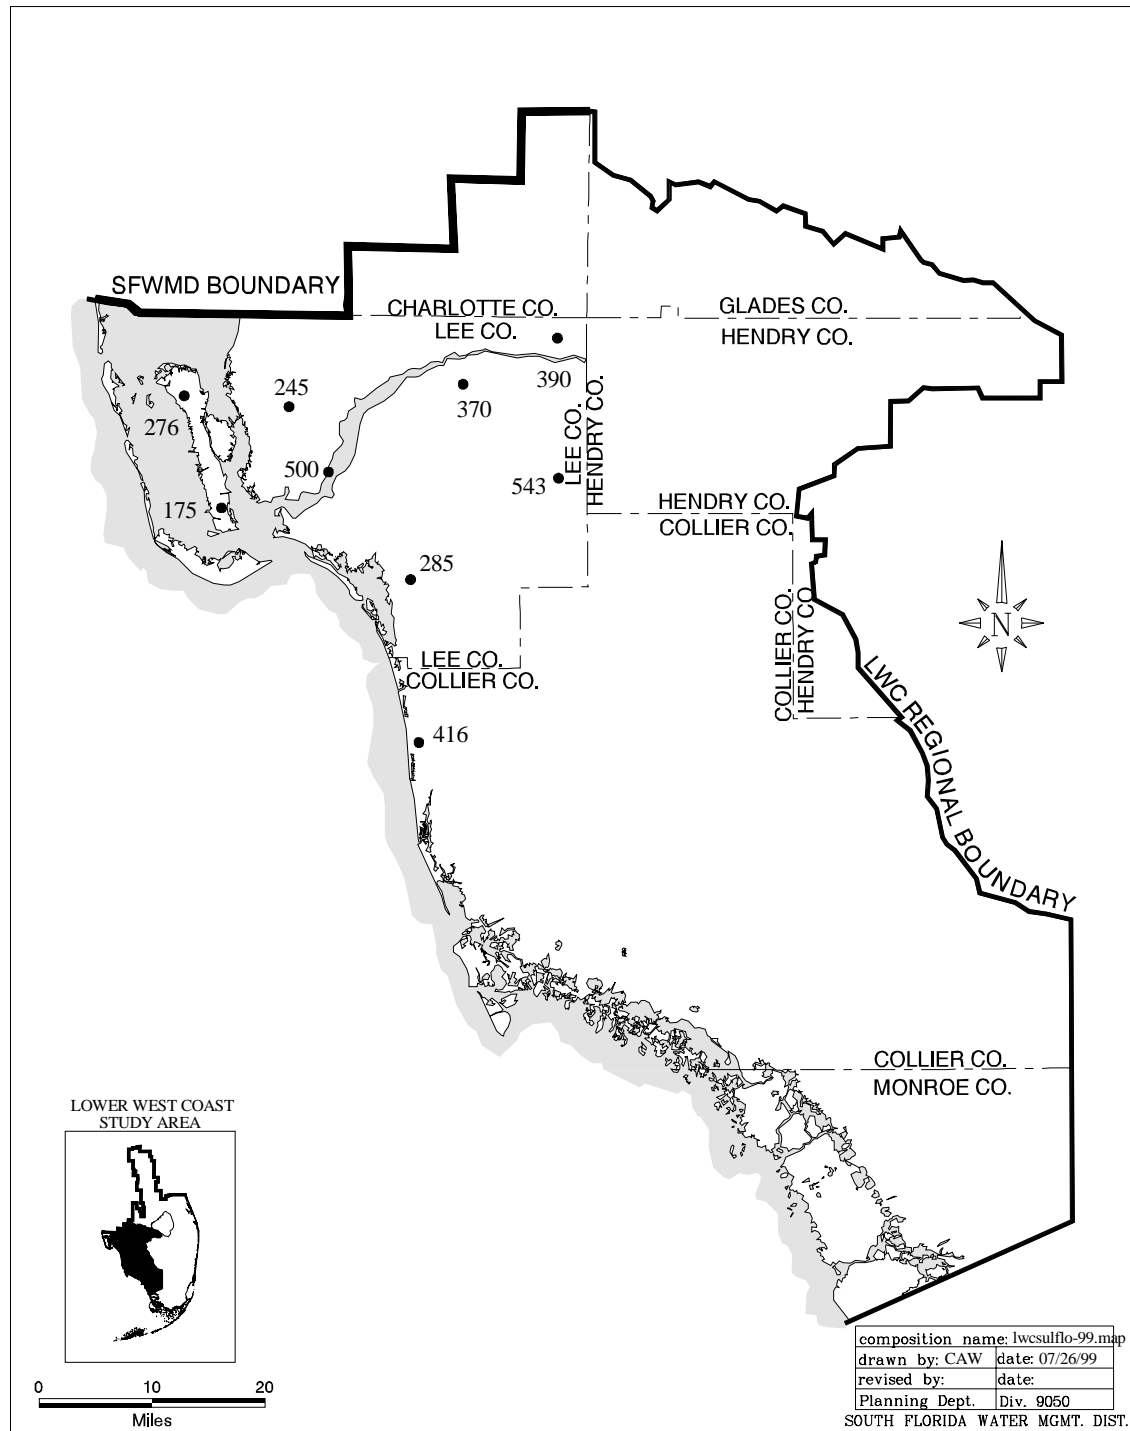 SFWMD BOUNDARY
CHARLOTTE CO.
LEE CO.
GLADES CO.
HENDRY CO.
390
370
245
276
LEE CO.
HENDRY CO.
500
543
175
HENDRY CO.
COLLIER CO.
285
COLLIER CO.
HENDRY CO.
N
LEE CO.
COLLIER CO.
LWC REGIONAL BOUNDARY
416
COLLIER CO.
MONROE CO.
LOWER WEST COAST
STUDY AREA
0 10 20
Miles
composition name: lwcsulflo-99.map
drawn by: CAW date: 07/26/99
revised by: date:
Planning Dept. Div. 9050
SOUTH FLORIDA WATER MGMT. DIST.